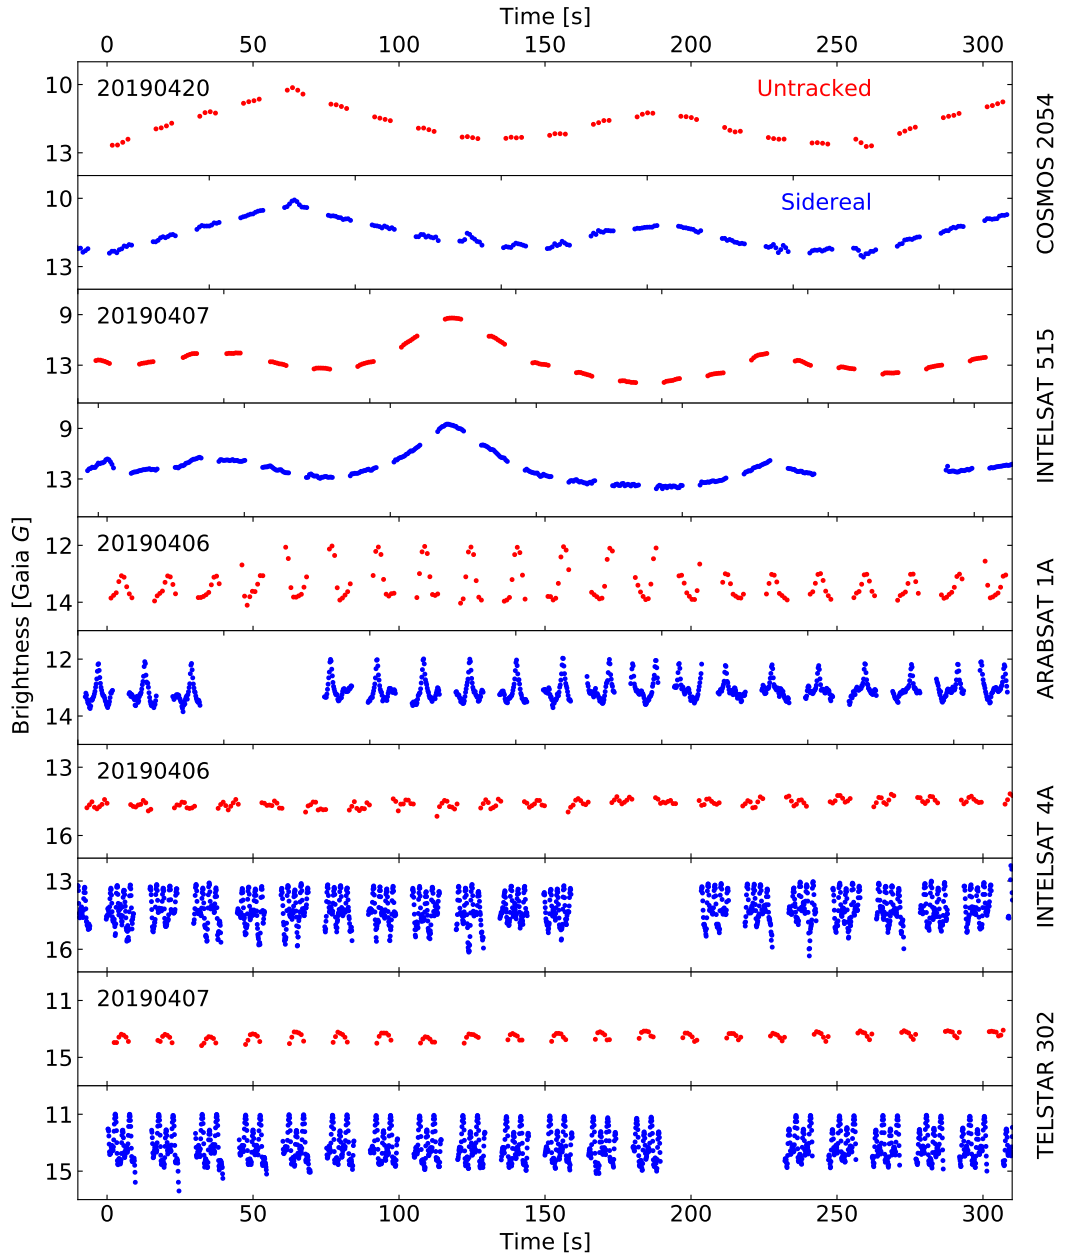 Time [s]
0 50 100 150 200 250 300
10
20190420
Untracked
13
COSMOS 2054
10
Sidereal
13
9
20190407
13
INTELSAT 515
9
13
Brightness [Gaia G]
12
20190406
14
ARABSAT 1A
12
14
13
20190406
16
INTELSAT 4A
13
16
11
20190407
15
TELSTAR 302
11
15
0 50 100 150 200 250 300
Time [s]